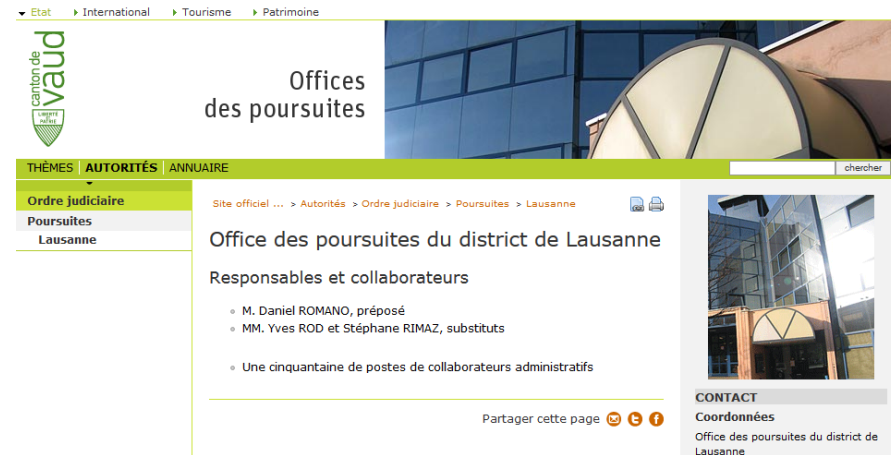 Etat International Tourisme Patrimoine
canton de
vaud
LIBERTÉ
ET
PATRIE
Offices
des poursuites
THÈMES AUTORITÉS ANNUAIRE chercher
Ordre judiciaire
Poursuites
Lausanne
Site officiel ... > Autorités > Ordre judiciaire > Poursuites > Lausanne
Office des poursuites du district de Lausanne
Responsables et collaborateurs
M. Daniel ROMANO, préposé
MM. Yves ROD et Stéphane RIMAZ, substituts
Une cinquantaine de postes de collaborateurs administratifs
Partager cette page
CONTACT
Coordonnées
Office des poursuites du district de
Lausanne